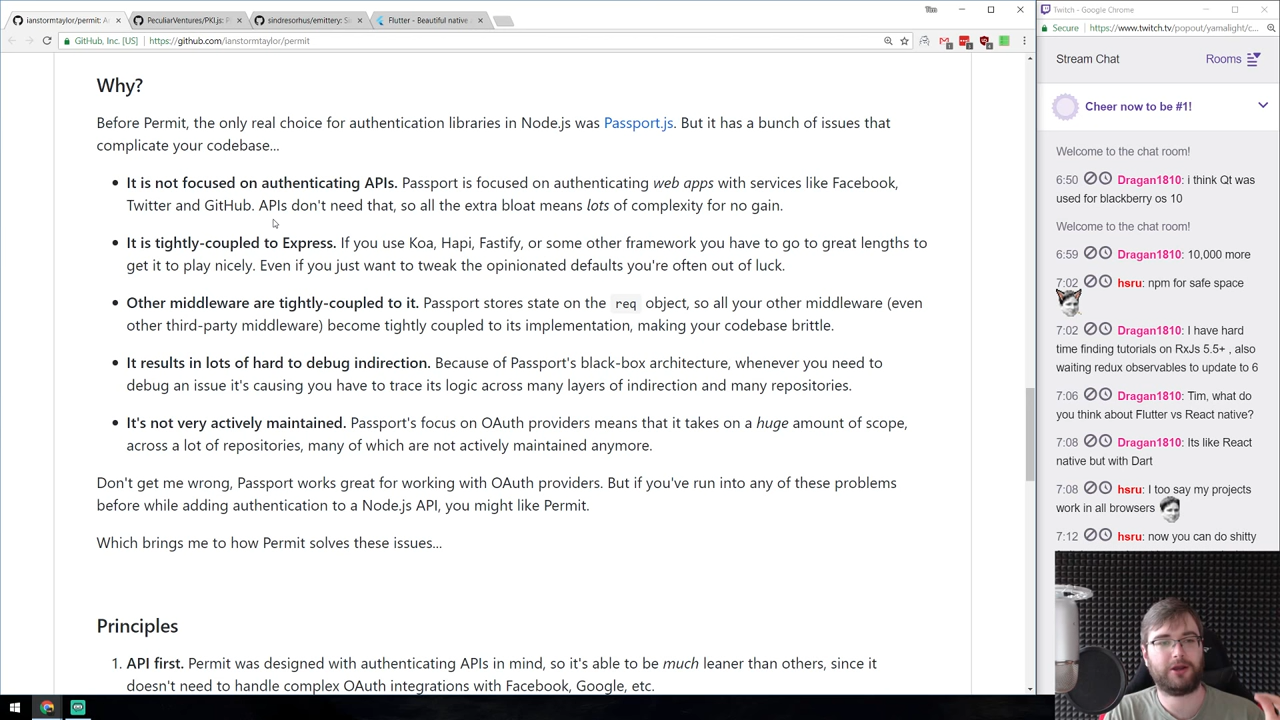 ianstormtaylor/permit: A
PeculiarVentures/PKI.js: P
sindresorhus/emittery: Si
Flutter - Beautiful native a
Tim
GitHub, Inc. [US]
https://github.com/ianstormtaylor/permit
Why?
Before Permit, the only real choice for authentication libraries in Node.js was Passport.js. But it has a bunch of issues that
complicate your codebase...
It is not focused on authenticating APIs. Passport is focused on authenticating web apps with services like Facebook,
Twitter and GitHub. APIs don't need that, so all the extra bloat means lots of complexity for no gain.
It is tightly-coupled to Express. If you use Koa, Hapi, Fastify, or some other framework you have to go to great lengths to
get it to play nicely. Even if you just want to tweak the opinionated defaults you're often out of luck.
Other middleware are tightly-coupled to it. Passport stores state on the req object, so all your other middleware (even
other third-party middleware) become tightly coupled to its implementation, making your codebase brittle.
It results in lots of hard to debug indirection. Because of Passport's black-box architecture, whenever you need to
debug an issue it's causing you have to trace its logic across many layers of indirection and many repositories.
It's not very actively maintained. Passport's focus on OAuth providers means that it takes on a huge amount of scope,
across a lot of repositories, many of which are not actively maintained anymore.
Don't get me wrong, Passport works great for working with OAuth providers. But if you've run into any of these problems
before while adding authentication to a Node.js API, you might like Permit.
Which brings me to how Permit solves these issues...
Principles
1. API first. Permit was designed with authenticating APIs in mind, so it's able to be much leaner than others, since it
doesn't need to handle complex OAuth integrations with Facebook, Google, etc.
Twitch - Google Chrome
Secure
https://www.twitch.tv/popout/yamalight/c...
Stream Chat
Rooms
Cheer now to be #1!
Welcome to the chat room!
6:50 Dragan1810: i think Qt was
used for blackberry os 10
Welcome to the chat room!
6:59 Dragan1810: 10,000 more
7:02 hsru: npm for safe space
7:02 Dragan1810: I have hard
time finding tutorials on RxJs 5.5+ , also
waiting redux observables to update to 6
7:06 Dragan1810: Tim, what do
you think about Flutter vs React native?
7:08 Dragan1810: Its like React
native but with Dart
7:08 hsru: I too say my projects
work in all browsers
7:12 hsru: now you can do shitty